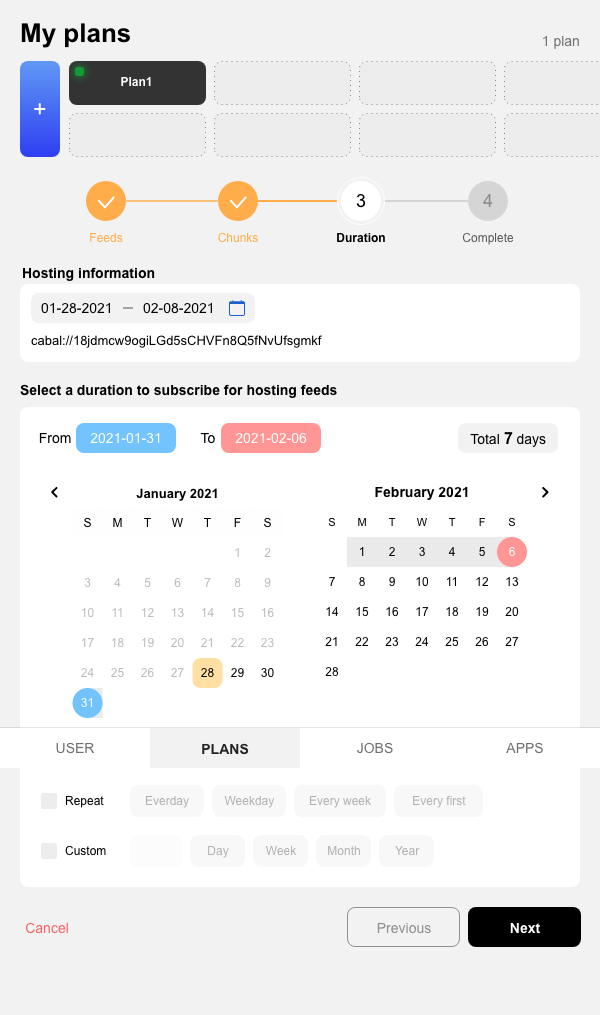 My plans
1 plan
+
Plan1
3
4
Feeds
Chunks
Duration
Complete
Hosting information
01-28-2021 — 02-08-2021
cabal://18jdmcw9ogiLGd5sCHVFn8Q5fNvUfsgmkf
Select a duration to subscribe for hosting feeds
From 2021-01-31 To 2021-02-06 Total 7 days
January 2021
S M T W T F S
1 2
3 4 5 6 7 8 9
10 11 12 13 14 15 16
17 18 19 20 21 22 23
24 25 26 27 28 29 30
31
February 2021
S M T W T F S
1 2 3 4 5 6
7 8 9 10 11 12 13
14 15 16 17 18 19 20
21 22 23 24 25 26 27
28
USER PLANS JOBS APPS
Repeat Everday Weekday Every week Every first
Custom Day Week Month Year
Cancel Previous Next